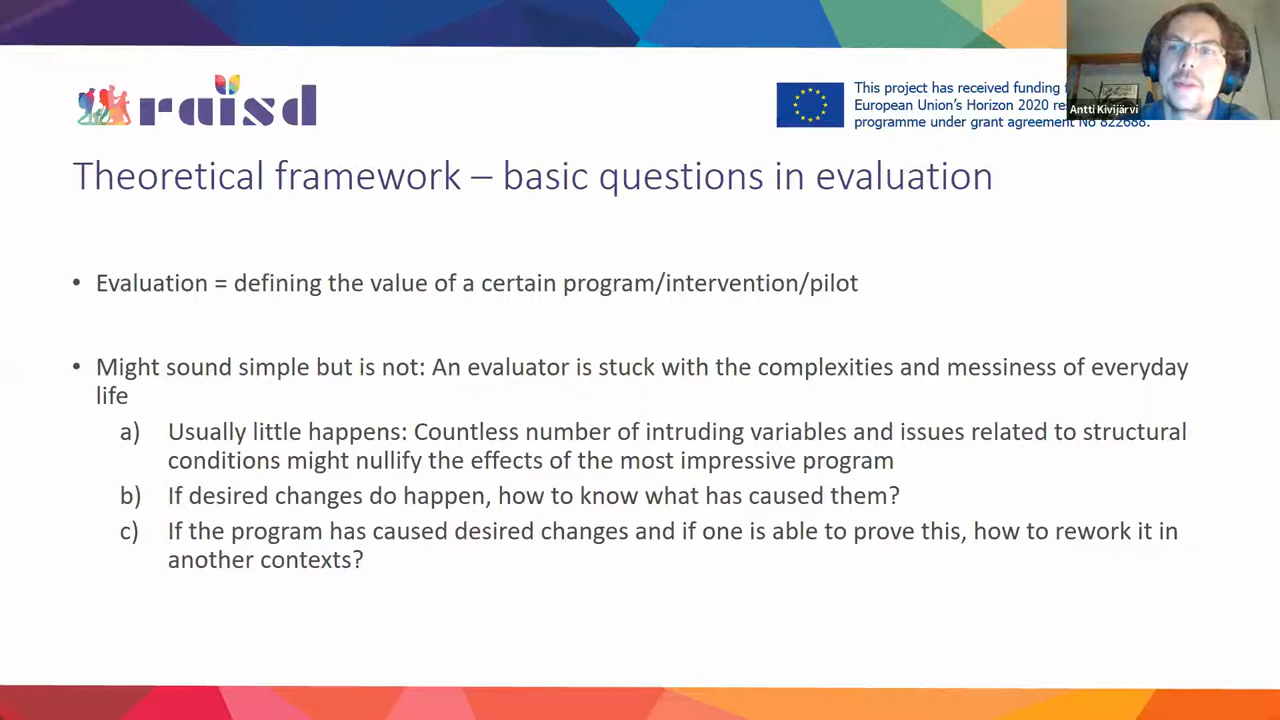 raisd
This project has received funding
European Union's Horizon 2020
programme under grant agreement No 822688.
Antti Kivijärvi
Theoretical framework – basic questions in evaluation
• Evaluation = defining the value of a certain program/intervention/pilot
• Might sound simple but is not: An evaluator is stuck with the complexities and messiness of everyday
life
a) Usually little happens: Countless number of intruding variables and issues related to structural
conditions might nullify the effects of the most impressive program
b) If desired changes do happen, how to know what has caused them?
c) If the program has caused desired changes and if one is able to prove this, how to rework it in
another contexts?